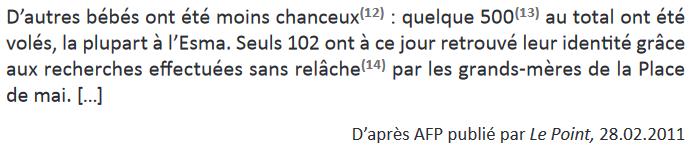 D’autres bébés ont été moins chanceux(12) : quelque 500(13) au total ont été
volés, la plupart à l’Esma. Seuls 102 ont à ce jour retrouvé leur identité grâce
aux recherches effectuées sans relâche(14) par les grands-mères de la Place
de mai. [...]
D’après AFP publié par Le Point, 28.02.2011